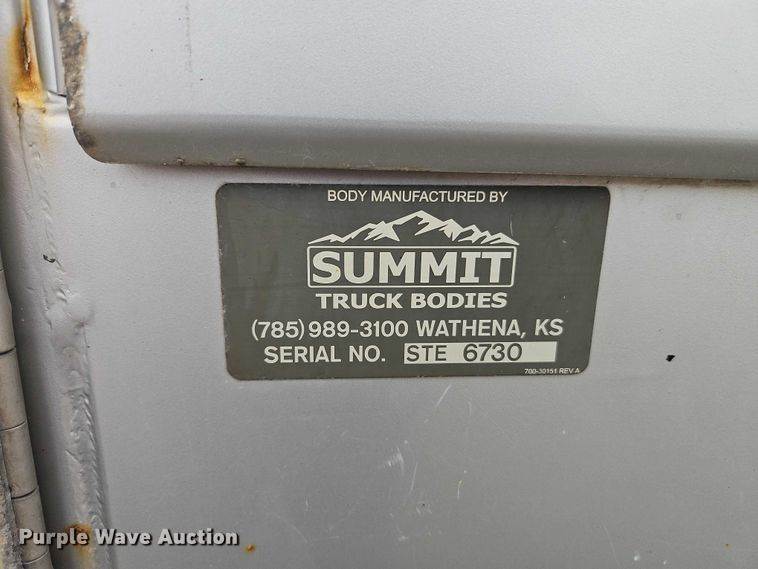 BODY MANUFACTURED BY
SUMMIT
TRUCK BODIES
(785) 989-3100 WATHENA, KS
SERIAL NO. STE 6730
700-30151 REV A
Purple Wave Auction®